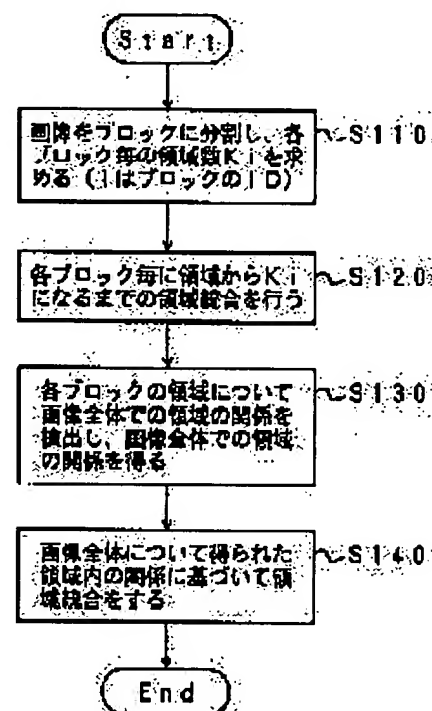 Start
画像をブロックに分割し、各
ブロック毎の領域数Kiを求
める(iはブロックのID)
S110
各ブロック毎に領域からKi
になるまでの領域統合を行う
S120
各ブロックの領域について
画像全体での領域の関係を
検出し、画像全体での領域
の関係を得る
S130
画像全体について得られた
領域内の関係に基づいて領
域統合をする
S140
End